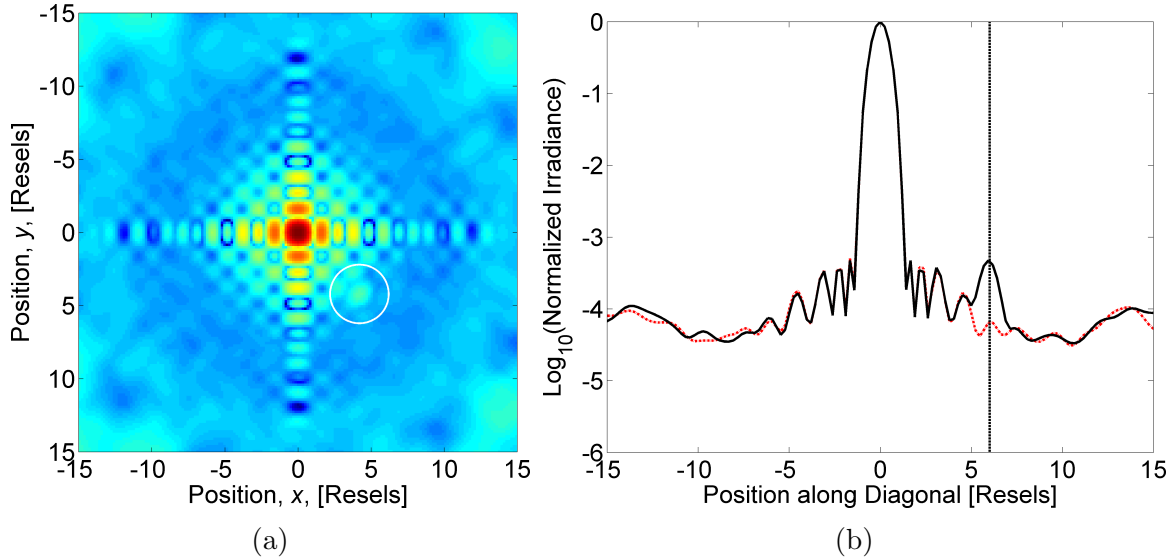 -15
-10
-5
0
5
10
15
-15 -10 -5 0 5 10 15
Position, y, [Resels]
Position, x, [Resels]
(a)
0
-1
-2
-3
-4
-5
-6
-15 -10 -5 0 5 10 15
Log10(Normalized Irradiance)
Position along Diagonal [Resels]
(b)